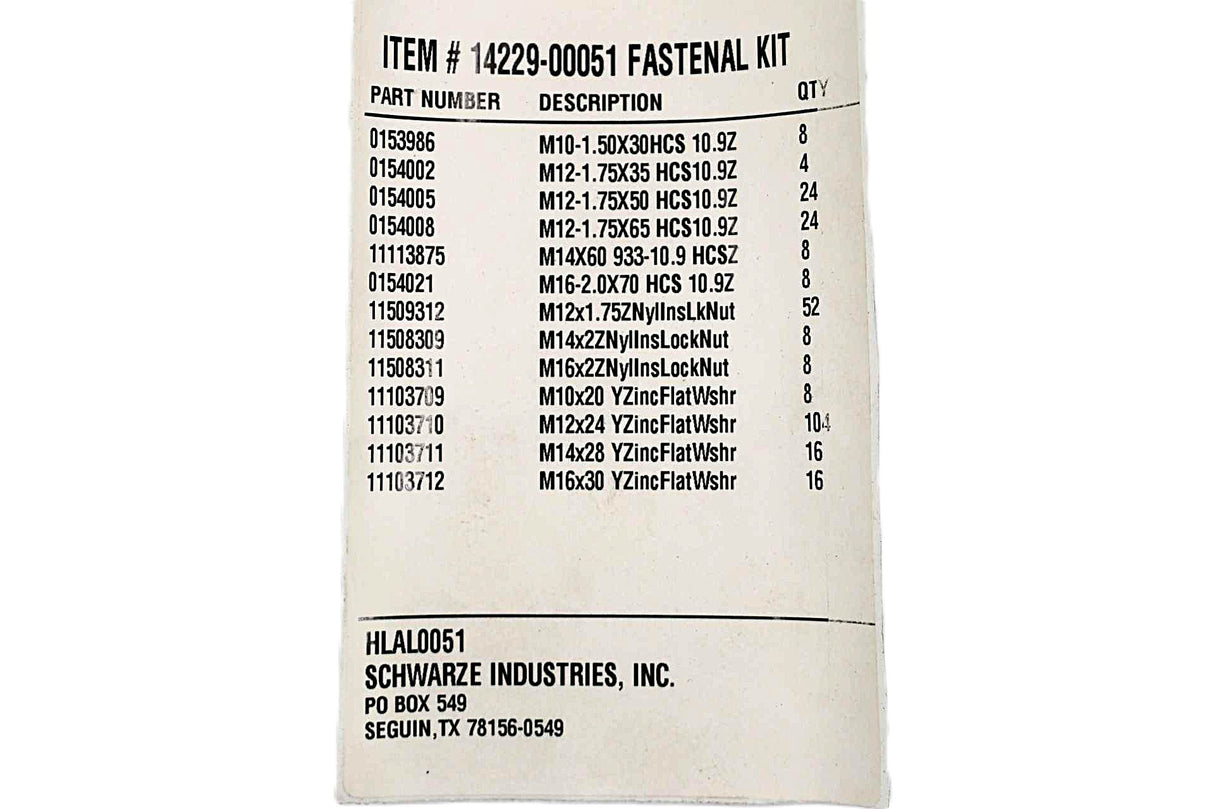 ITEM # 14229-00051 FASTENAL KIT
PART NUMBER DESCRIPTION QTY
0153986 M10-1.50X30HCS 10.9Z 8
0154002 M12-1.75X35 HCS10.9Z 4
0154005 M12-1.75X50 HCS10.9Z 24
0154008 M12-1.75X65 HCS10.9Z 24
11113875 M14X60 933-10.9 HCSZ 8
0154021 M16-2.0X70 HCS 10.9Z 8
11509312 M12x1.75ZNylInsLkNut 52
11508309 M14x2ZNylInsLockNut 8
11508311 M16x2ZNylInsLockNut 8
11103709 M10x20 YZincFlatWshr 8
11103710 M12x24 YZincFlatWshr 104
11103711 M14x28 YZincFlatWshr 16
11103712 M16x30 YZincFlatWshr 16
HLAL0051
SCHWARZE INDUSTRIES, INC.
PO BOX 549
SEGUIN,TX 78156-0549